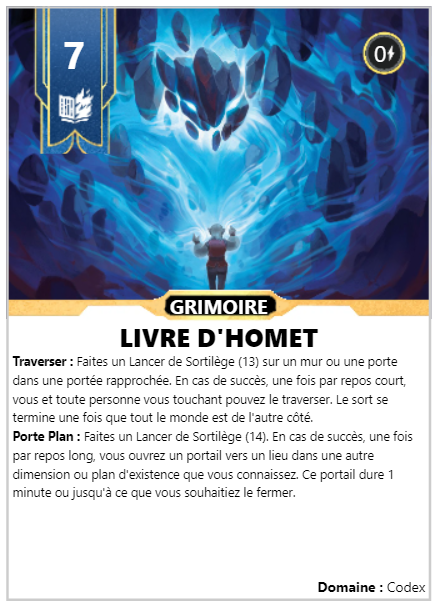 7
0
GRIMOIRE
LIVRE D'HOMET
Traverser : Faites un Lancer de Sortilège (13) sur un mur ou une porte
dans une portée rapprochée. En cas de succès, une fois par repos court,
vous et toute personne vous touchant pouvez le traverser. Le sort se
termine une fois que tout le monde est de l'autre côté.
Porte Plan : Faites un Lancer de Sortilège (14). En cas de succès, une fois
par repos long, vous ouvrez un portail vers un lieu dans une autre
dimension ou plan d'existence que vous connaissez. Ce portail dure 1
minute ou jusqu'à ce que vous souhaitiez le fermer.
Domaine : Codex